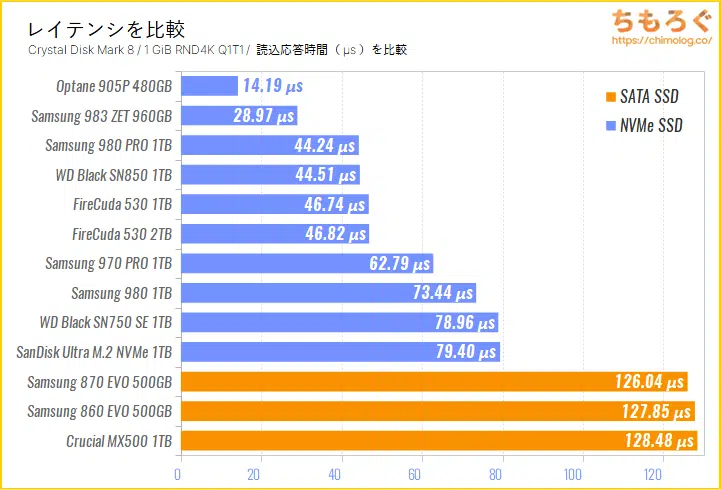 レイテンシを比較
Crystal Disk Mark 8 / 1 GiB RND4K Q1T1 / 読込応答時間（μs）を比較
ちもろぐ
https://chimolog.co/
SATA SSD
NVMe SSD
Optane 905P 480GB 14.19 μs
Samsung 983 ZET 960GB 28.97 μs
Samsung 980 PRO 1TB 44.24 μs
WD Black SN850 1TB 44.51 μs
FireCuda 530 1TB 46.74 μs
FireCuda 530 2TB 46.82 μs
Samsung 970 PRO 1TB 62.79 μs
Samsung 980 1TB 73.44 μs
WD Black SN750 SE 1TB 78.96 μs
SanDisk Ultra M.2 NVMe 1TB 79.40 μs
Samsung 870 EVO 500GB 126.04 μs
Samsung 860 EVO 500GB 127.85 μs
Crucial MX500 1TB 128.48 μs
0 20 40 60 80 100 120